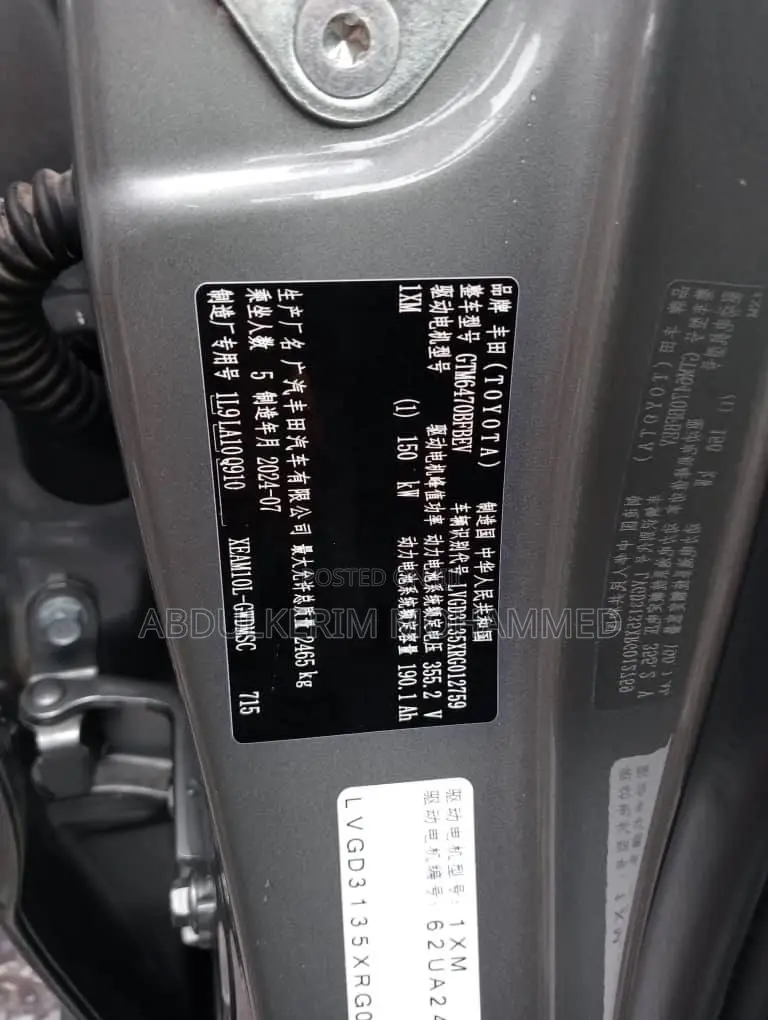 品牌 丰田(TOYOTA) 制造国 中华人民共和国
整车型号 GTM6470BFBEV 车辆识别代号 LVGD3135XRG012759
驱动电机型号 驱动电机峰值功率 动力电池系统额定电压 355.2 V
1XM (1) 150 kW 动力电池系统额定容量 190.1 Ah
生产厂名 广汽丰田汽车有限公司 最大允许总质量 2465 kg
乘坐人数 5 制造年月 2024-07
制造厂专用号 1L91A10Q910 XEAM10L-GWDMSC 715
驱动电机型号: 1XM
驱动电机编号: 62UA24
LVGD3135XRG0
POSTED ON
ABDULKERIM MOHAMMED